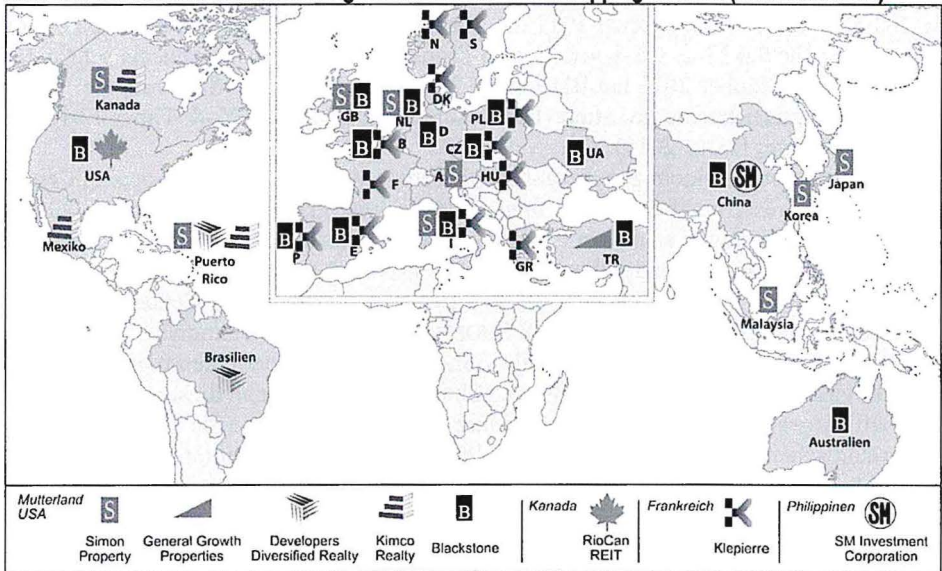 S
Kanada
B
USA
Mexiko
S
Puerto
Rico
Brasilien
B
N
S
DK
S B
GB
S B
NL
B
D
B
PL
B
B
B
CZ
B
UA
F
A
S
HU
B
P
B
E
S B
I
GR
B
TR
B SM
China
S
Japan
S
Korea
S
Malaysia
B
Australien
Mutterland
USA
S
Simon
Property
General Growth
Properties
Developers
Diversified Realty
Kimco
Realty
B
Blackstone
Kanada
RioCan
REIT
Frankreich
Klepierre
Philippinen
SM
SM Investment
Corporation